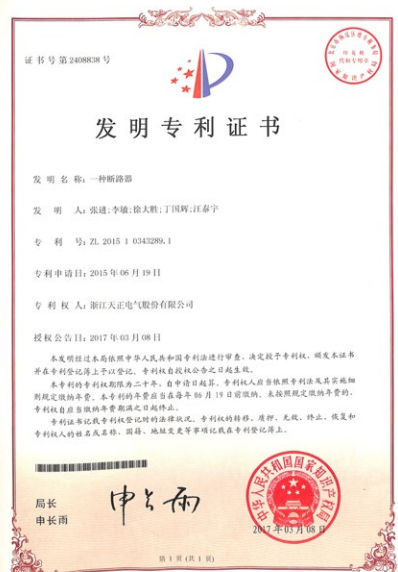 证书号第2408838号
发明专利证书
发 明 名 称：一种断路器
发 明 人：张进;李敏;徐大胜;丁国辉;汪泰宇
专 利 号：ZL 2015 1 0343289.1
专利申请日：2015年06月19日
专 利 权 人：浙江天正电气股份有限公司
授权公告日：2017年03月08日
本发明经过本局依照中华人民共和国专利法进行审查，决定授予专利权，颁发本证书
并在专利登记簿上予以登记。专利权自授权公告之日起生效。
本专利的专利权期限为二十年，自申请日起算。专利权人应当依照专利法及其实施细
则规定缴纳年费。本专利的年费应当在每年06月19日前缴纳。未按照规定缴纳年费的，
专利权自应当缴纳年费期满之日起终止。
专利证书记载专利权登记时的法律状况。专利权的转移、质押、无效、终止、恢复和
专利权人的姓名或名称、国籍、地址变更等事项记载在专利登记簿上。
局长
申长雨
申长雨
中华人民共和国国家知识产权局
2017年03月08日
第1页(共1页)